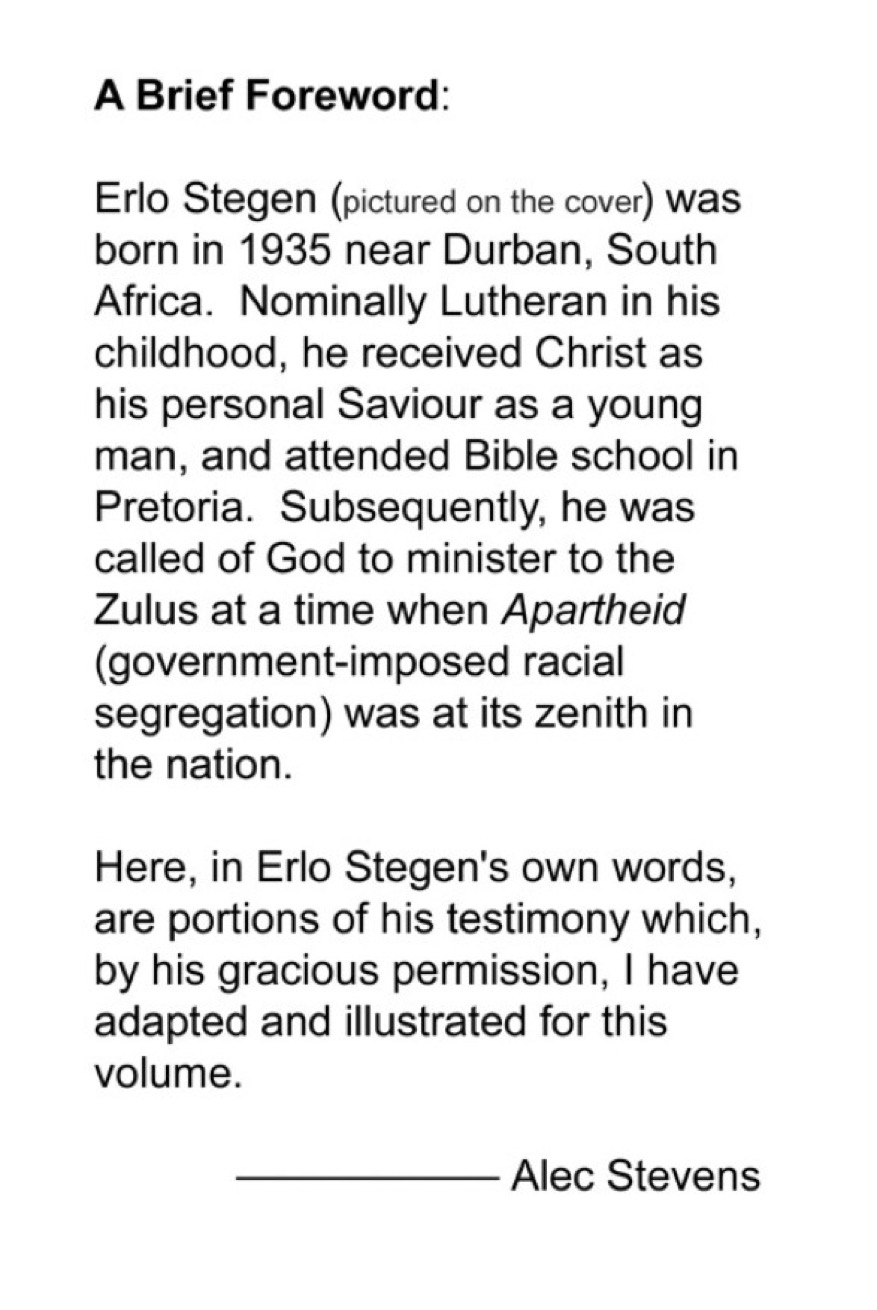 A Brief Foreword:
Erlo Stegen (pictured on the cover) was
born in 1935 near Durban, South
Africa.  Nominally Lutheran in his
childhood, he received Christ as
his personal Saviour as a young
man, and attended Bible school in
Pretoria.  Subsequently, he was
called of God to minister to the
Zulus at a time when Apartheid
(government-imposed racial
segregation) was at its zenith in
the nation.
Here, in Erlo Stegen's own words,
are portions of his testimony which,
by his gracious permission, I have
adapted and illustrated for this
volume.
Alec Stevens